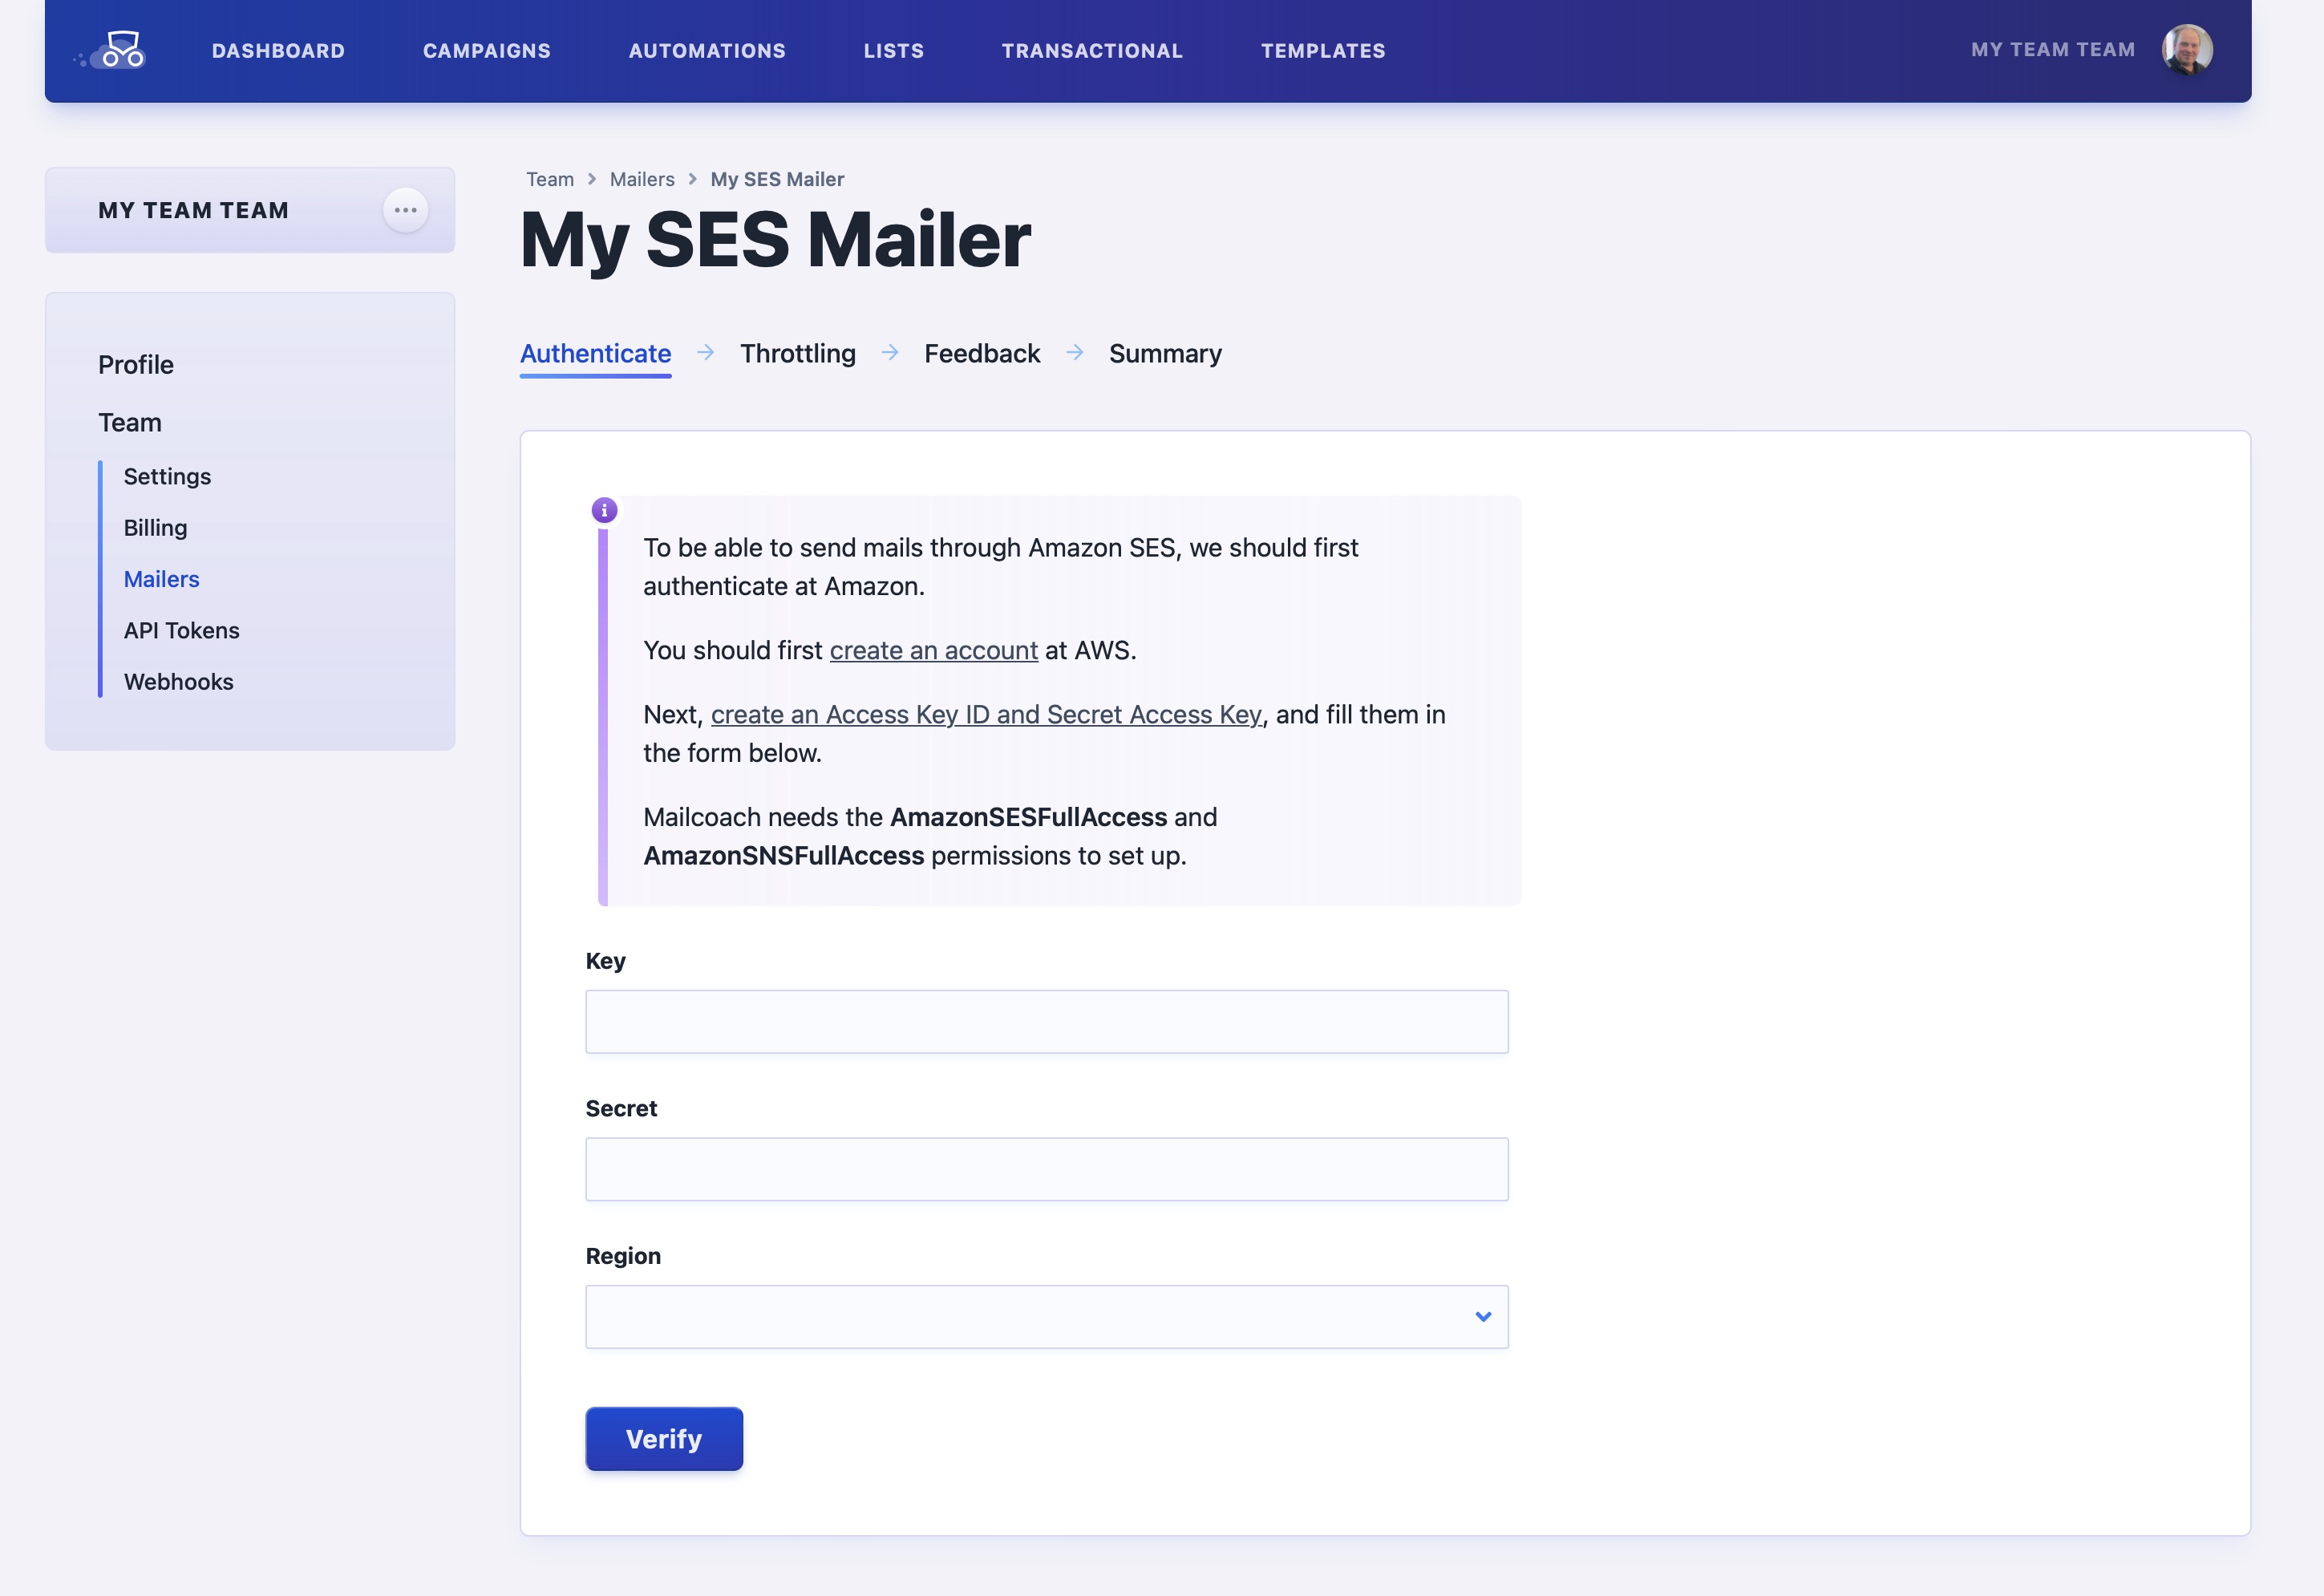 DASHBOARD CAMPAIGNS AUTOMATIONS LISTS TRANSACTIONAL TEMPLATES MY TEAM TEAM
MY TEAM TEAM
Profile
Team
Settings
Billing
Mailers
API Tokens
Webhooks
Team Mailers My SES Mailer
My SES Mailer
Authenticate Throttling Feedback Summary
To be able to send mails through Amazon SES, we should first
authenticate at Amazon.
You should first create an account at AWS.
Next, create an Access Key ID and Secret Access Key, and fill them in
the form below.
Mailcoach needs the AmazonSESFullAccess and
AmazonSNSFullAccess permissions to set up.
Key
Secret
Region
Verify